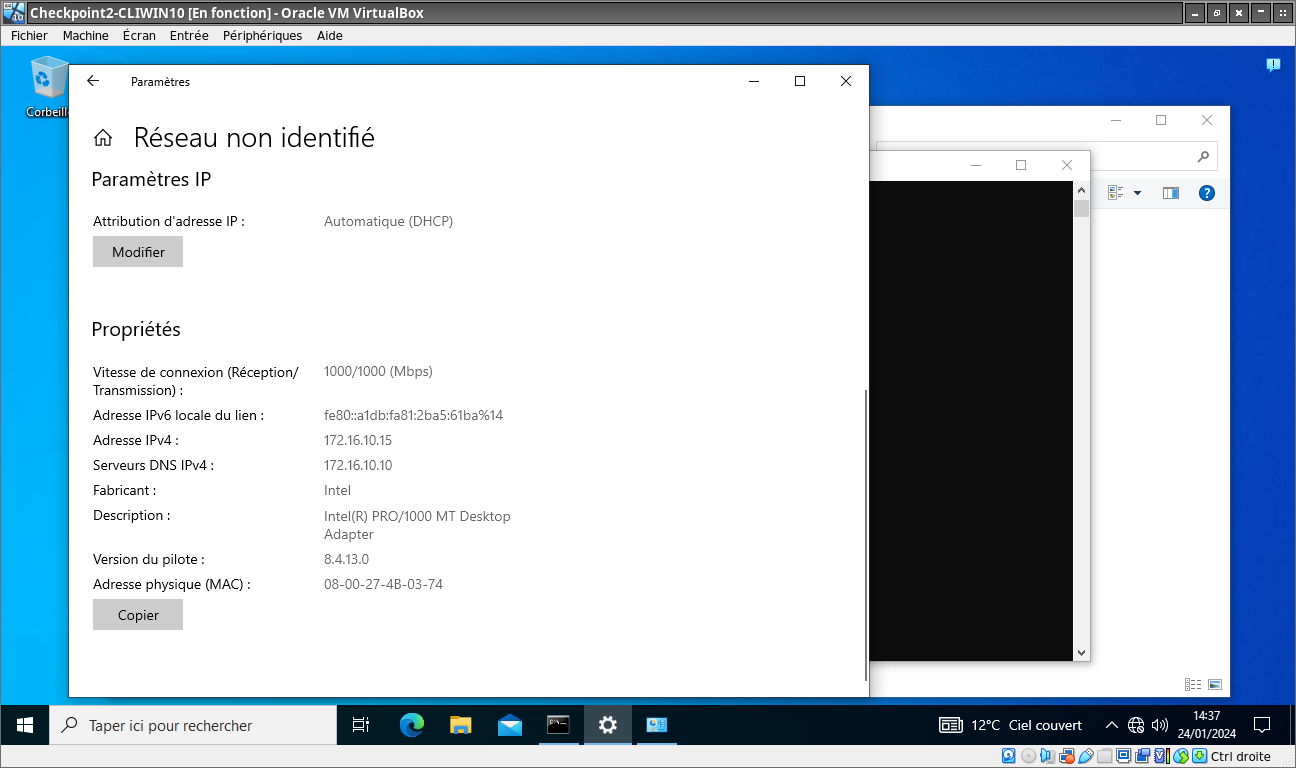 Checkpoint2-CLIWIN10 [En fonction] - Oracle VM VirtualBox
Fichier Machine Écran Entrée Périphériques Aide
Corbeille
Paramètres
Réseau non identifié
Paramètres IP
Attribution d'adresse IP : Automatique (DHCP)
Modifier
Propriétés
Vitesse de connexion (Réception/ 1000/1000 (Mbps)
Transmission) :
Adresse IPv6 locale du lien : fe80::a1db:fa81:2ba5:61ba%14
Adresse IPv4 : 172.16.10.15
Serveurs DNS IPv4 : 172.16.10.10
Fabricant : Intel
Description : Intel(R) PRO/1000 MT Desktop
Adapter
Version du pilote : 8.4.13.0
Adresse physique (MAC) : 08-00-27-4B-03-74
Copier
Taper ici pour rechercher
12°C Ciel couvert
14:37
24/01/2024
Ctrl droite